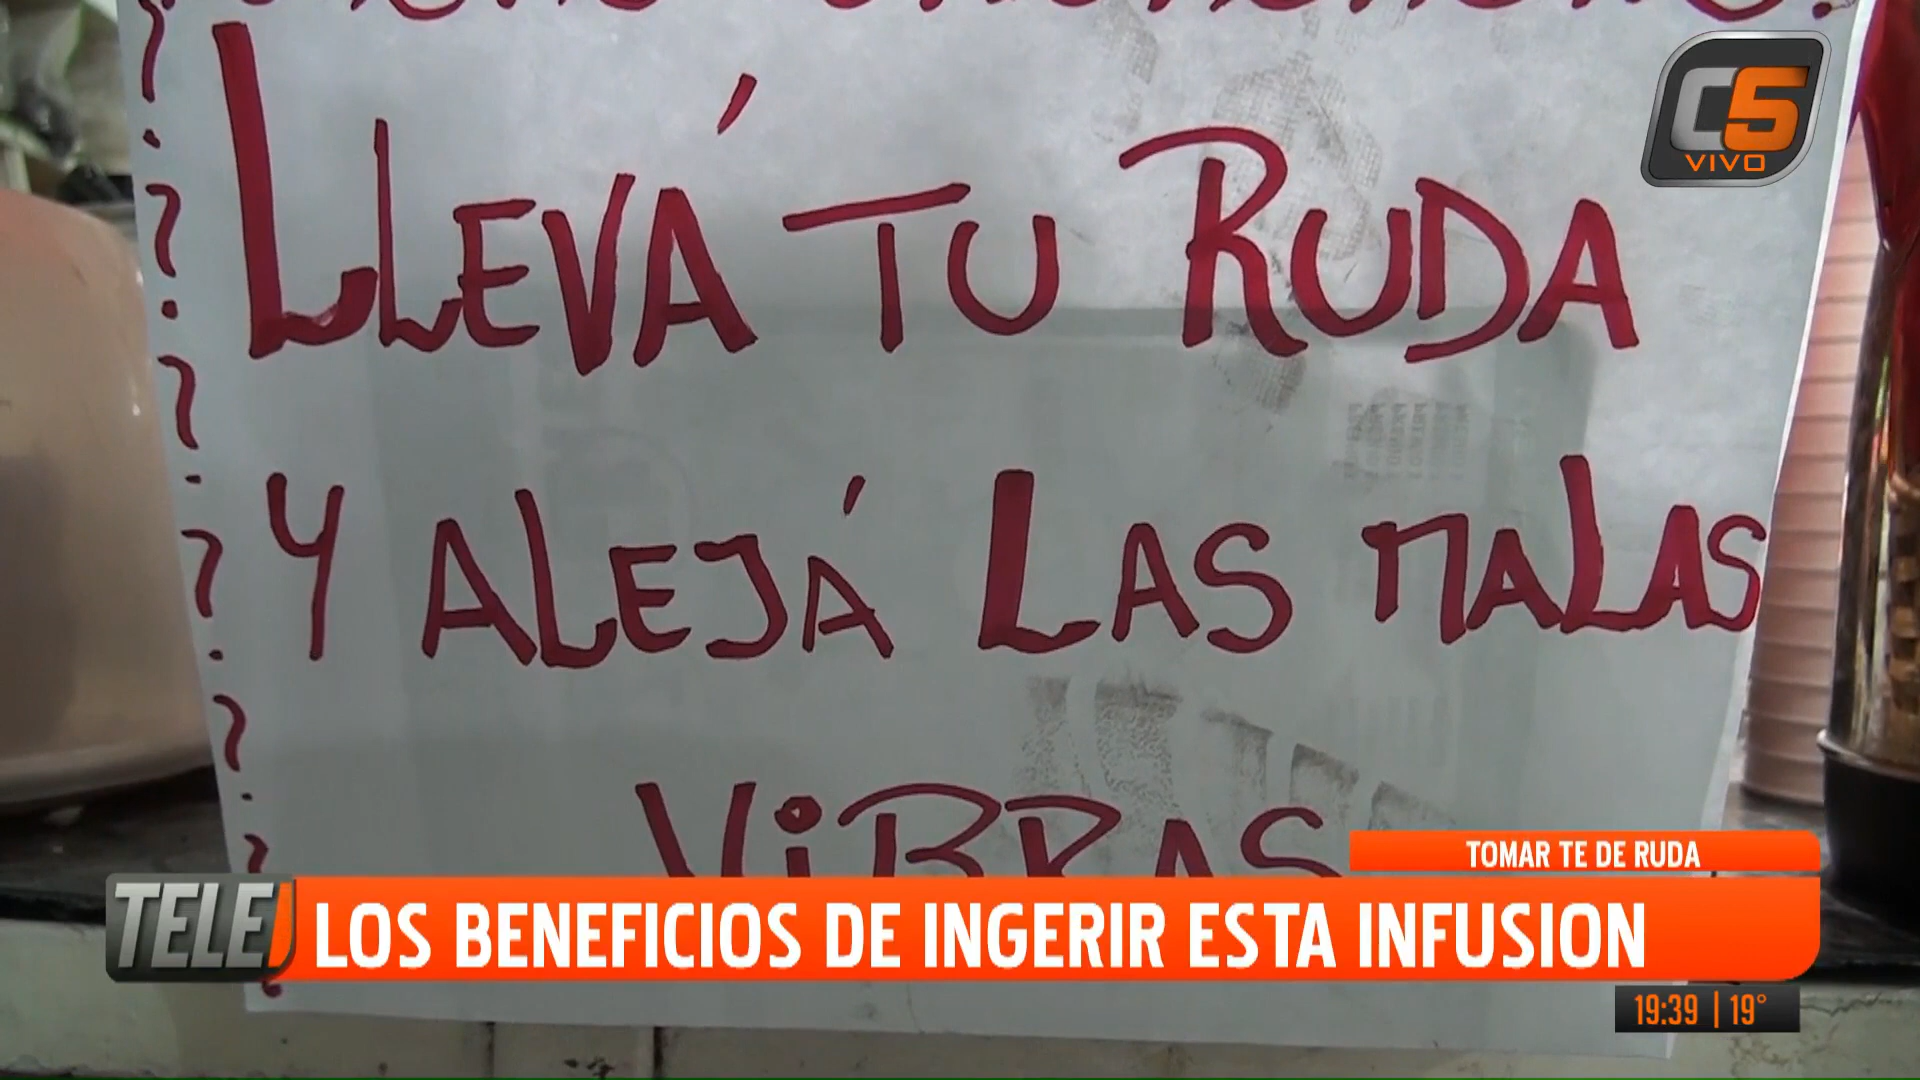 LLEVÁ TU RUDA
Y ALEJÁ LAS MALAS
VIBRAS
C5
VIVO
TOMAR TE DE RUDA
TELE
LOS BENEFICIOS DE INGERIR ESTA INFUSION
19:39 | 19°